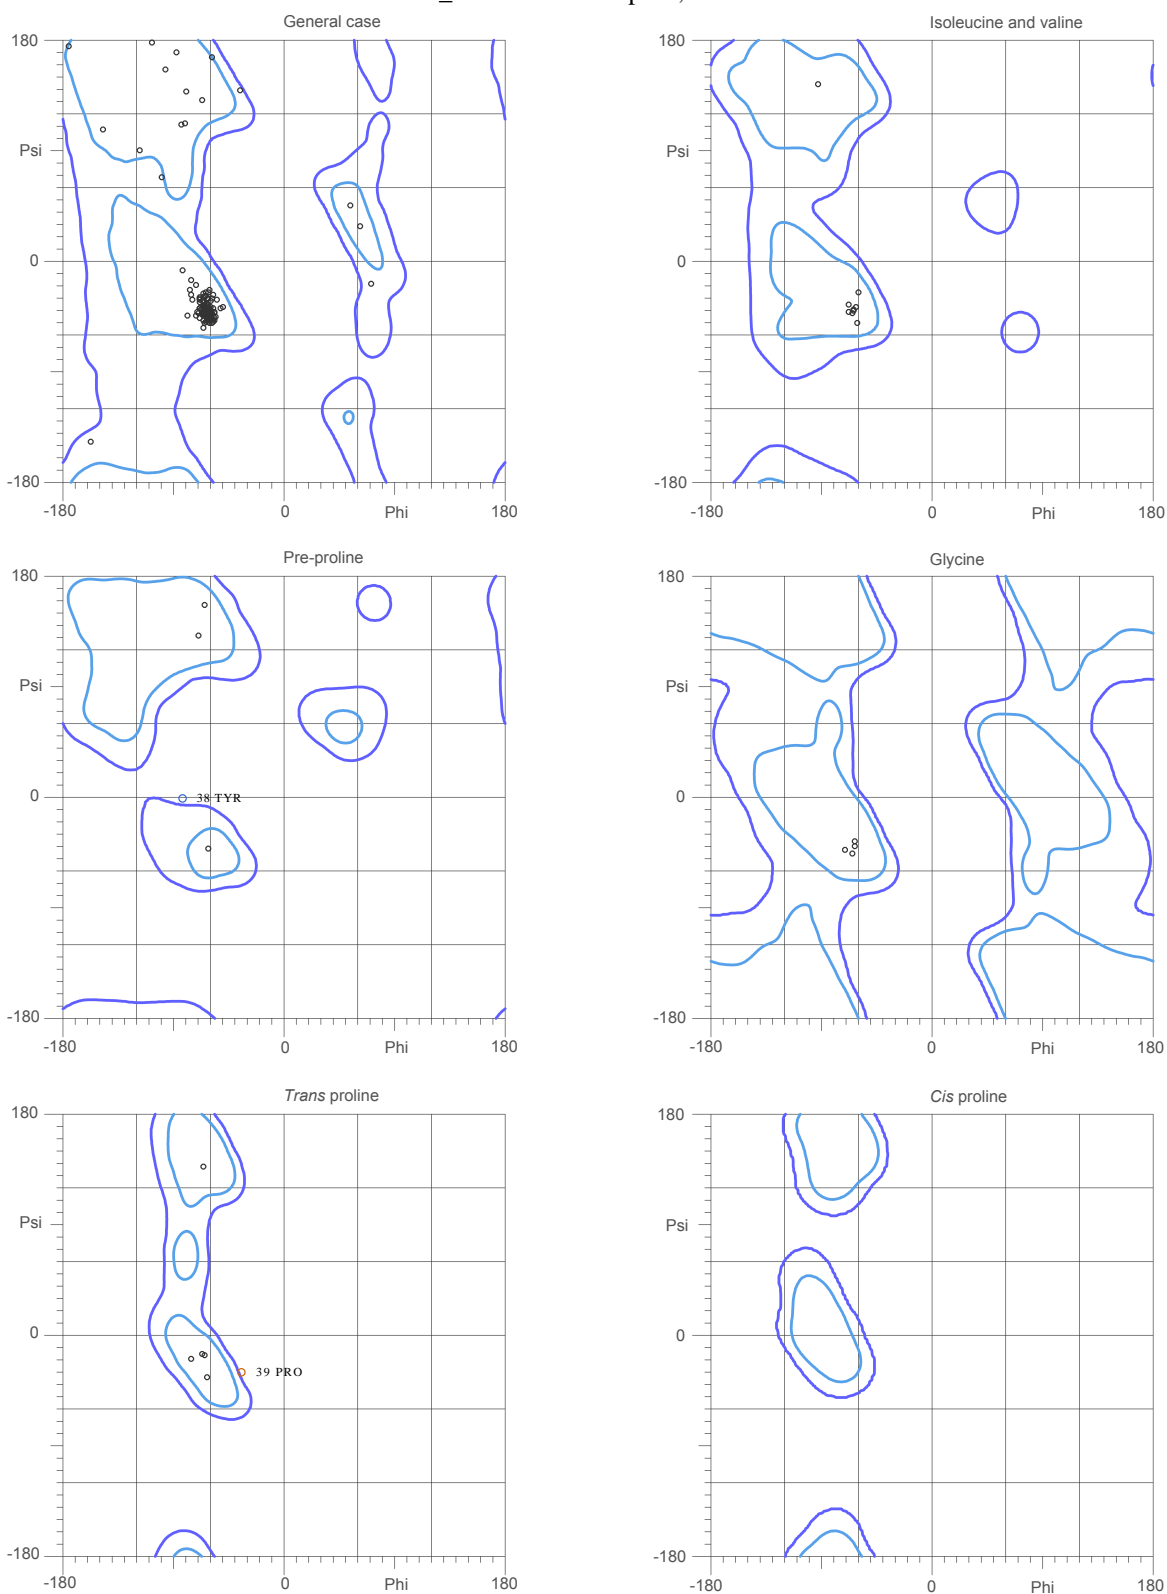 General case
Isoleucine and valine
180
180
Psi
Psi
0
0
-180
-180
-180
0
Phi
180
-180
0
Phi
180
Pre-proline
Glycine
180
180
Psi
Psi
0
38 TYR
0
-180
-180
-180
0
Phi
180
-180
0
Phi
180
Trans proline
Cis proline
180
180
Psi
Psi
0
0
39 PRO
-180
-180
-180
0
Phi
180
-180
0
Phi
180